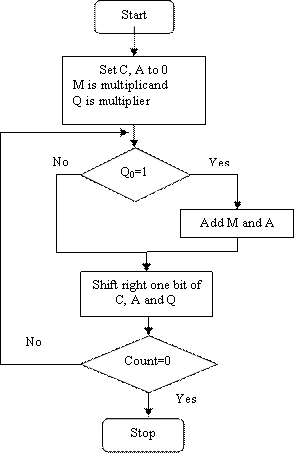 Start
Set C, A to 0
M is multiplicand
Q is multiplier
No
Yes
Q0=1
Add M and A
Shift right one bit of
C, A and Q
No
Count=0
Yes
Stop